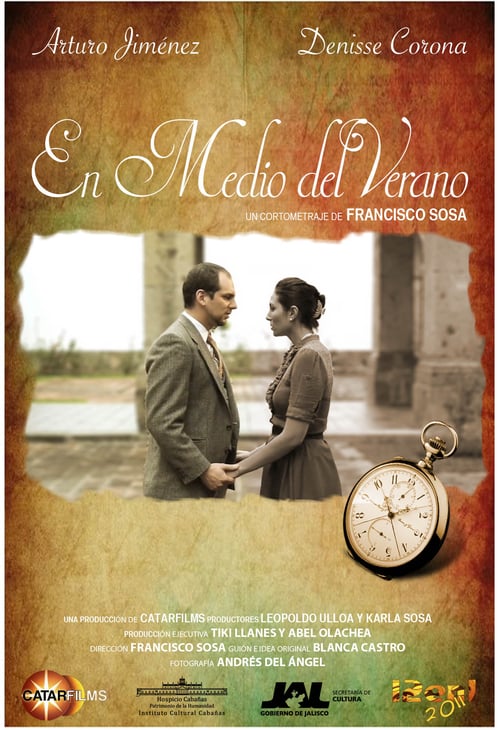 Arturo Jiménez
Denisse Corona
En Medio del Verano
UN CORTOMETRAJE DE FRANCISCO SOSA
UNA PRODUCCIÓN DE CATARFILMS PRODUCTORES LEOPOLDO ULLOA Y KARLA SOSA
PRODUCCIÓN EJECUTIVA TIKI LLANES Y ABEL OLACHEA
DIRECCIÓN FRANCISCO SOSA GUIÓN E IDEA ORIGINAL BLANCA CASTRO
FOTOGRAFÍA ANDRÉS DEL ÁNGEL
CATARFILMS
Hospicio Cabañas
Patrimonio de la Humanidad
Instituto Cultural Cabañas
JAL
GOBIERNO DE JALISCO
SECRETARÍA DE
CULTURA
2011